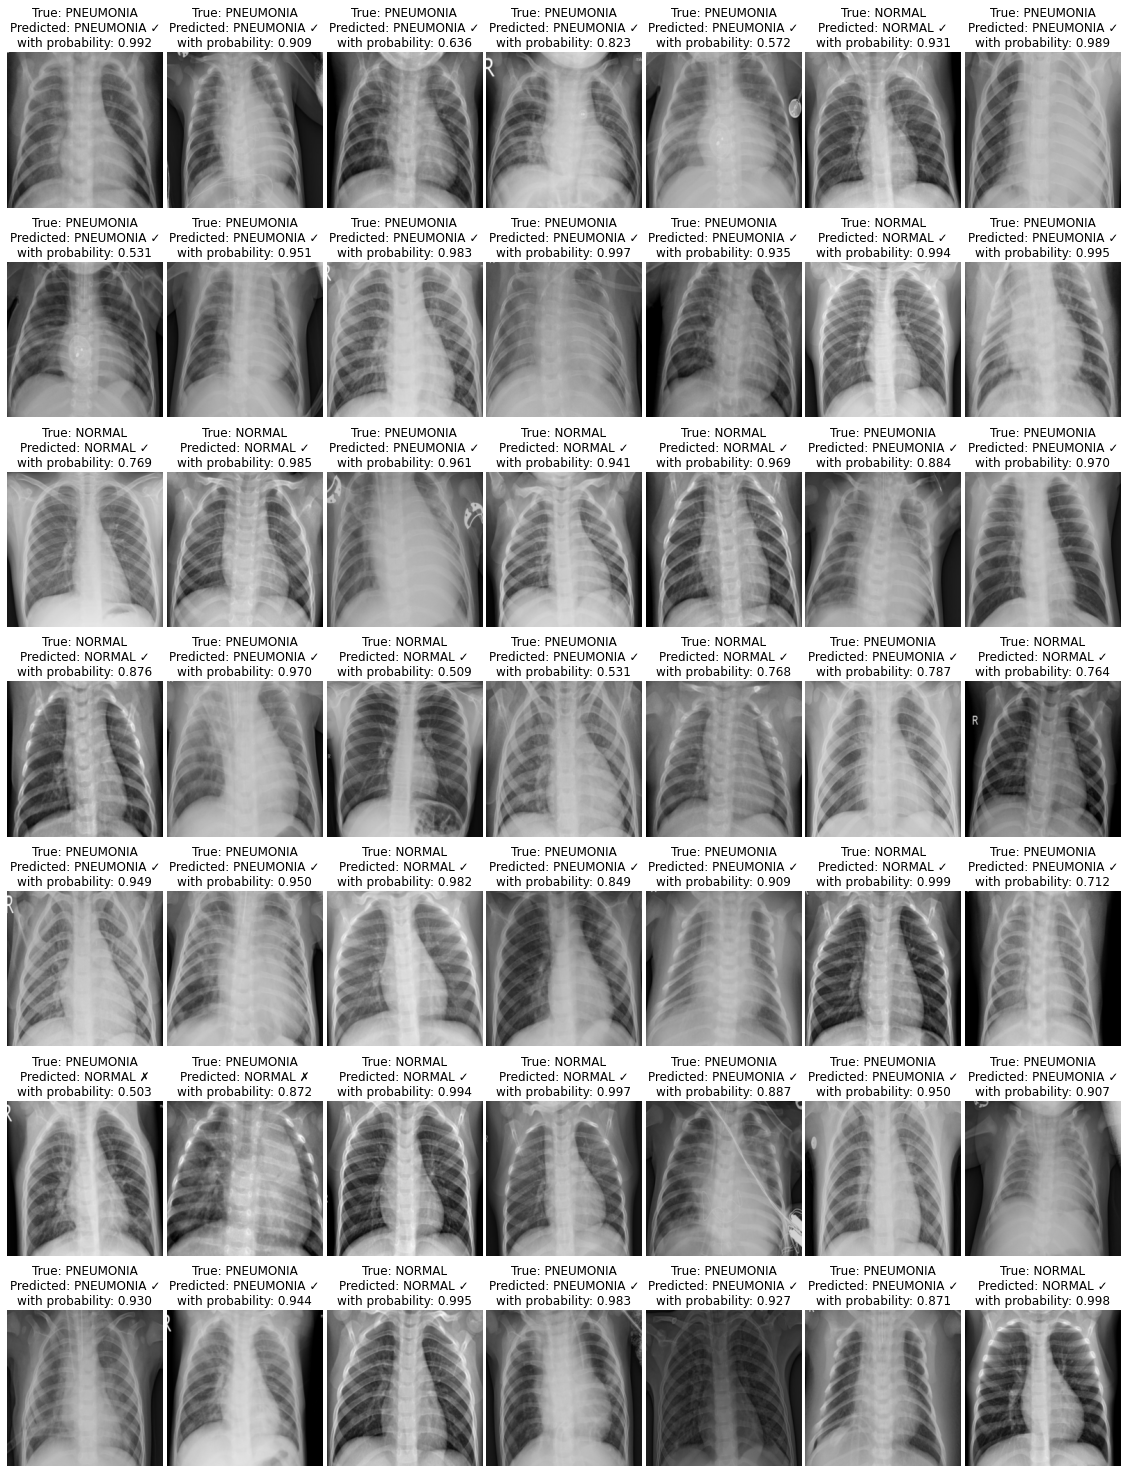 True: PNEUMONIA
Predicted: PNEUMONIA ✓
with probability: 0.992
True: PNEUMONIA
Predicted: PNEUMONIA ✓
with probability: 0.909
True: PNEUMONIA
Predicted: PNEUMONIA ✓
with probability: 0.636
True: PNEUMONIA
Predicted: PNEUMONIA ✓
with probability: 0.823
R
True: PNEUMONIA
Predicted: PNEUMONIA ✓
with probability: 0.572
True: NORMAL
Predicted: NORMAL ✓
with probability: 0.931
True: PNEUMONIA
Predicted: PNEUMONIA ✓
with probability: 0.989
True: PNEUMONIA
Predicted: PNEUMONIA ✓
with probability: 0.531
True: PNEUMONIA
Predicted: PNEUMONIA ✓
with probability: 0.951
True: PNEUMONIA
Predicted: PNEUMONIA ✓
with probability: 0.983
R
True: PNEUMONIA
Predicted: PNEUMONIA ✓
with probability: 0.997
True: PNEUMONIA
Predicted: PNEUMONIA ✓
with probability: 0.935
True: NORMAL
Predicted: NORMAL ✓
with probability: 0.994
True: PNEUMONIA
Predicted: PNEUMONIA ✓
with probability: 0.995
True: NORMAL
Predicted: NORMAL ✓
with probability: 0.769
True: NORMAL
Predicted: NORMAL ✓
with probability: 0.985
True: PNEUMONIA
Predicted: PNEUMONIA ✓
with probability: 0.961
True: NORMAL
Predicted: NORMAL ✓
with probability: 0.941
True: NORMAL
Predicted: NORMAL ✓
with probability: 0.969
True: PNEUMONIA
Predicted: PNEUMONIA ✓
with probability: 0.884
True: PNEUMONIA
Predicted: PNEUMONIA ✓
with probability: 0.970
True: NORMAL
Predicted: NORMAL ✓
with probability: 0.876
True: PNEUMONIA
Predicted: PNEUMONIA ✓
with probability: 0.970
True: NORMAL
Predicted: NORMAL ✓
with probability: 0.509
True: PNEUMONIA
Predicted: PNEUMONIA ✓
with probability: 0.531
True: NORMAL
Predicted: NORMAL ✓
with probability: 0.768
True: PNEUMONIA
Predicted: PNEUMONIA ✓
with probability: 0.787
True: NORMAL
Predicted: NORMAL ✓
with probability: 0.764
R
True: PNEUMONIA
Predicted: PNEUMONIA ✓
with probability: 0.949
R
True: PNEUMONIA
Predicted: PNEUMONIA ✓
with probability: 0.950
True: NORMAL
Predicted: NORMAL ✓
with probability: 0.982
True: PNEUMONIA
Predicted: PNEUMONIA ✓
with probability: 0.849
True: PNEUMONIA
Predicted: PNEUMONIA ✓
with probability: 0.909
True: NORMAL
Predicted: NORMAL ✓
with probability: 0.999
True: PNEUMONIA
Predicted: PNEUMONIA ✓
with probability: 0.712
True: PNEUMONIA
Predicted: NORMAL ✗
with probability: 0.503
R
True: PNEUMONIA
Predicted: NORMAL ✗
with probability: 0.872
True: NORMAL
Predicted: NORMAL ✓
with probability: 0.994
True: NORMAL
Predicted: NORMAL ✓
with probability: 0.997
True: PNEUMONIA
Predicted: PNEUMONIA ✓
with probability: 0.887
True: PNEUMONIA
Predicted: PNEUMONIA ✓
with probability: 0.950
True: PNEUMONIA
Predicted: PNEUMONIA ✓
with probability: 0.907
True: PNEUMONIA
Predicted: PNEUMONIA ✓
with probability: 0.930
True: PNEUMONIA
Predicted: PNEUMONIA ✓
with probability: 0.944
R
True: NORMAL
Predicted: NORMAL ✓
with probability: 0.995
True: PNEUMONIA
Predicted: PNEUMONIA ✓
with probability: 0.983
True: PNEUMONIA
Predicted: PNEUMONIA ✓
with probability: 0.927
True: PNEUMONIA
Predicted: PNEUMONIA ✓
with probability: 0.871
True: NORMAL
Predicted: NORMAL ✓
with probability: 0.998